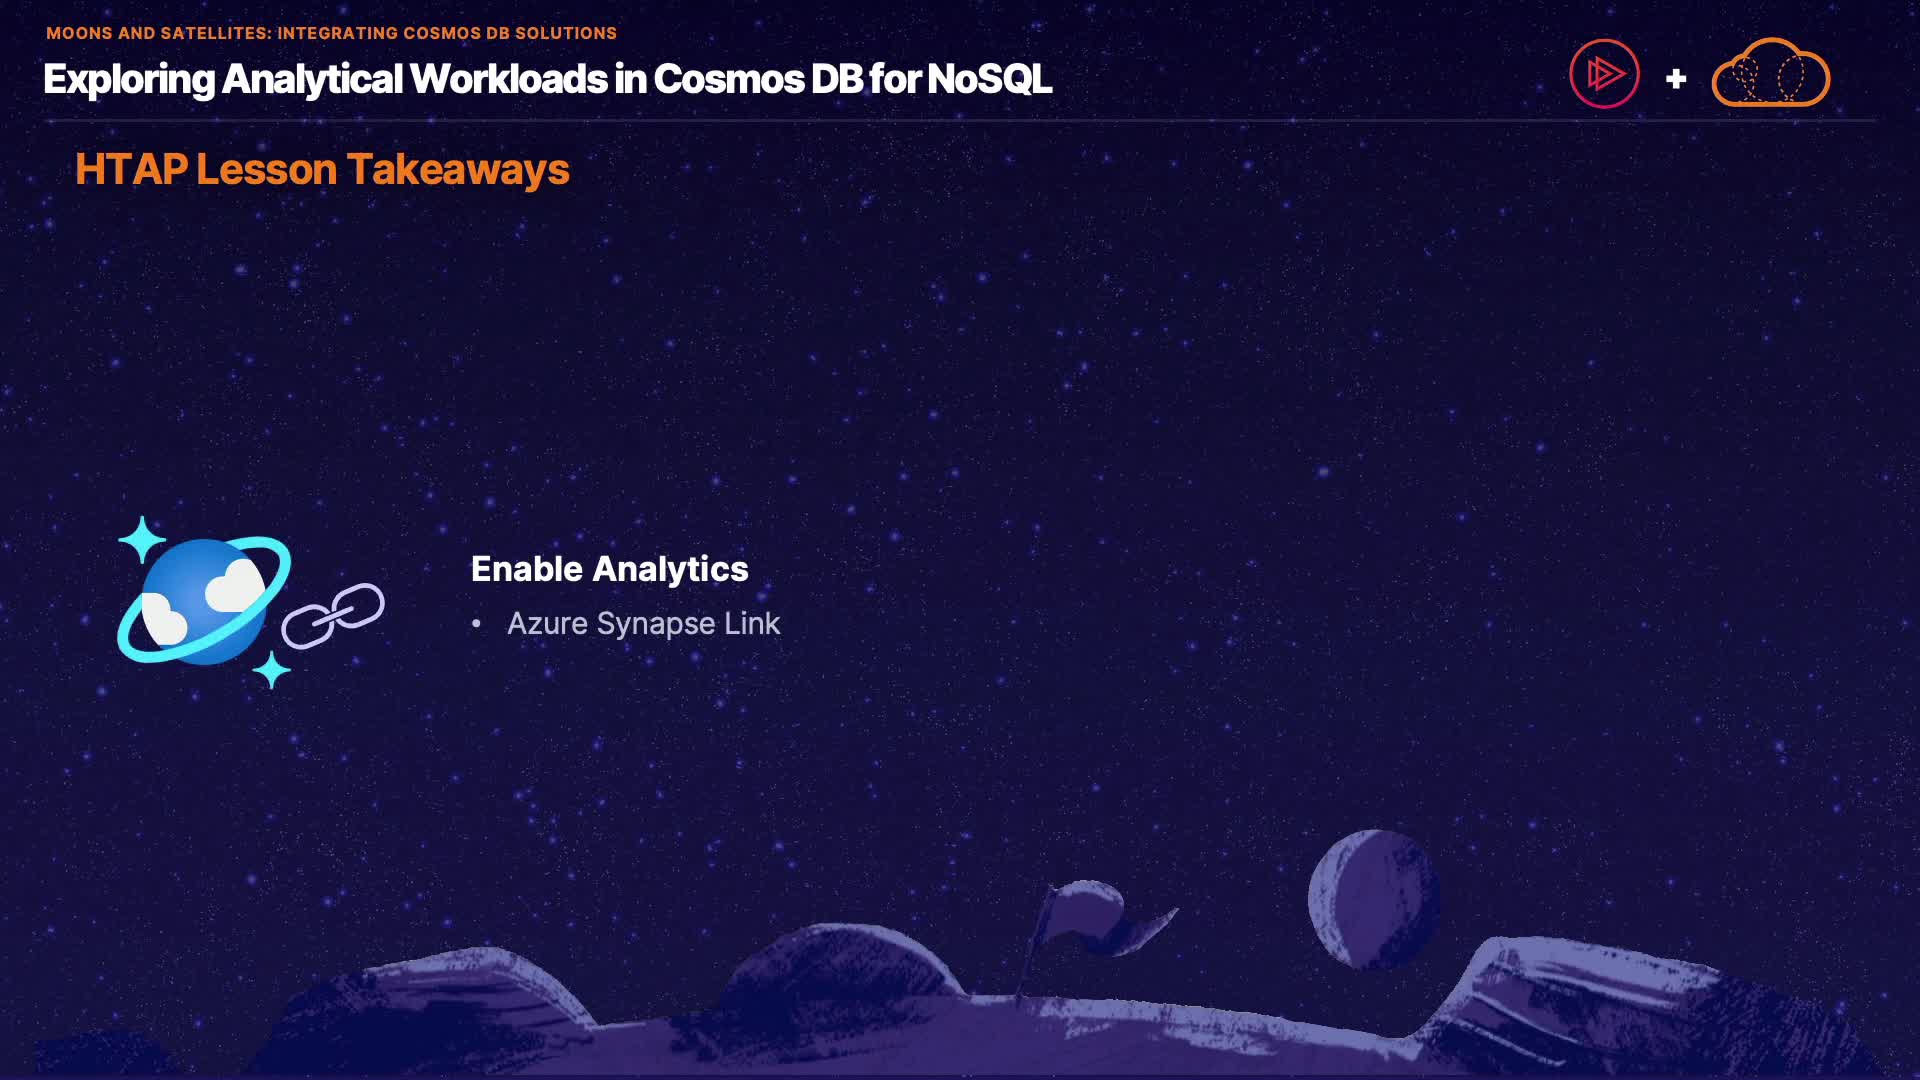 MOONS AND SATELLITES: INTEGRATING COSMOS DB SOLUTIONS
Exploring Analytical Workloads in Cosmos DB for NoSQL
+
HTAP Lesson Takeaways
Enable Analytics
• Azure Synapse Link